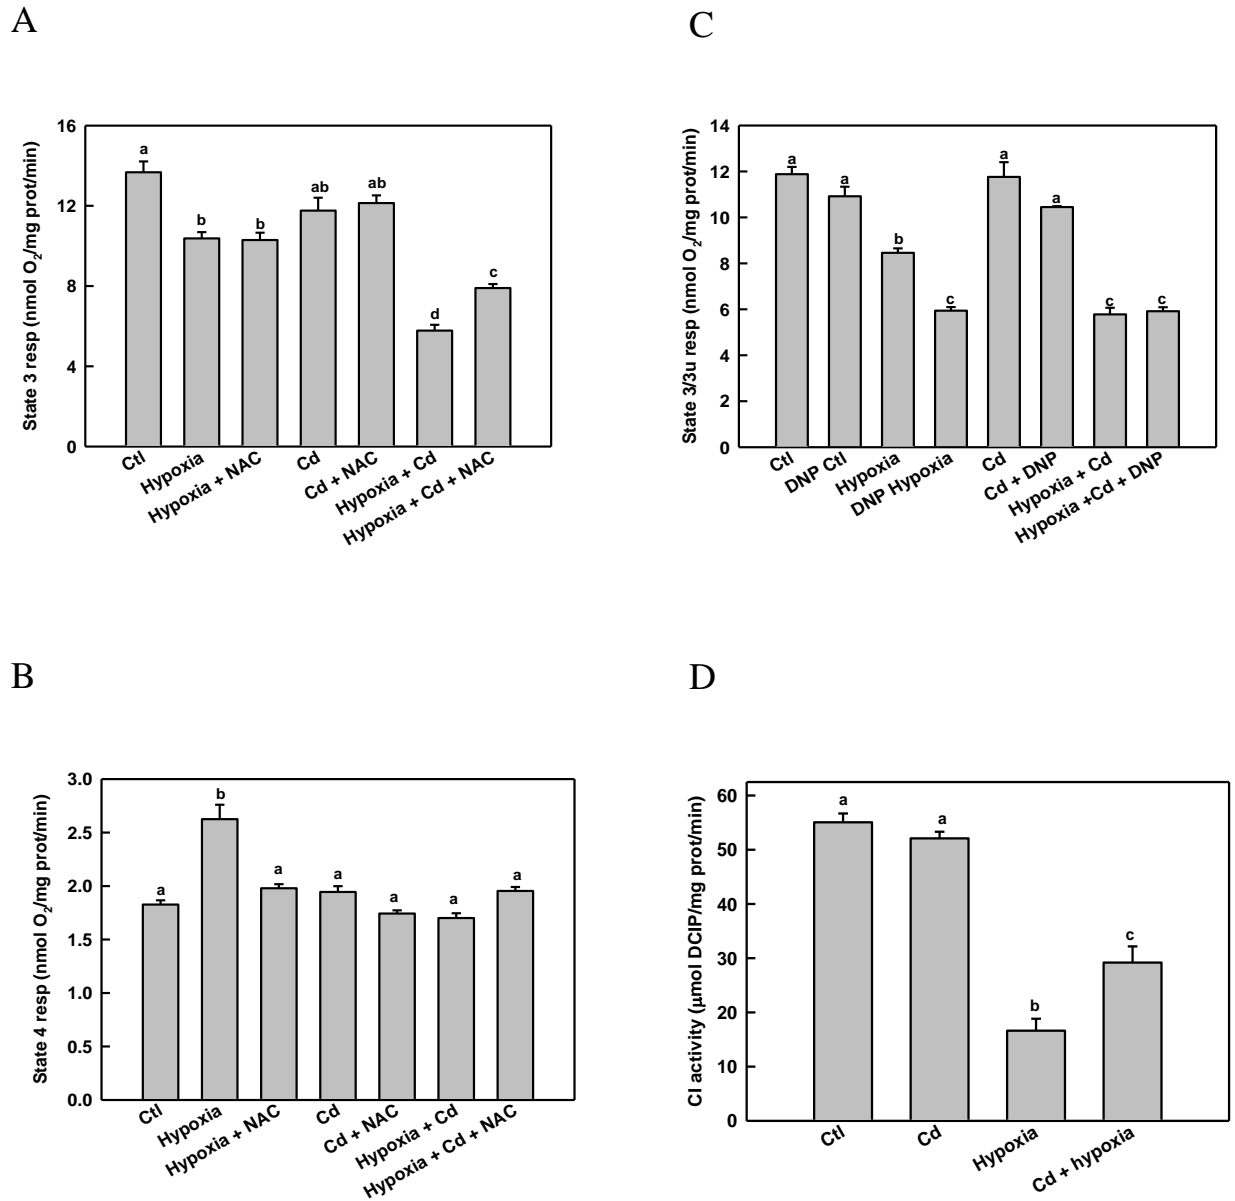 A
16
12
8
4
0
State 3 resp (nmol O2/mg prot/min)
a
b
b
ab
ab
d
c
Ctl
Hypoxia
Hypoxia + NAC
Cd
Cd + NAC
Hypoxia + Cd
Hypoxia + Cd + NAC
C
14
12
10
8
6
4
2
0
State 3/3u resp (nmol O2/mg prot/min)
a
a
b
c
a
a
c
c
Ctl
DNP Ctl
Hypoxia
DNP Hypoxia
Cd
Cd + DNP
Hypoxia + Cd
Hypoxia +Cd + DNP
B
3.0
2.5
2.0
1.5
1.0
0.5
0.0
State 4 resp (nmol O2/mg prot/min)
a
b
a
a
a
a
a
Ctl
Hypoxia
Hypoxia + NAC
Cd
Cd + NAC
Hypoxia + Cd
Hypoxia + Cd + NAC
D
60
50
40
30
20
10
0
CI activity (μmol DCIP/mg prot/min)
a
a
b
c
Ctl
Cd
Hypoxia
Cd + hypoxia